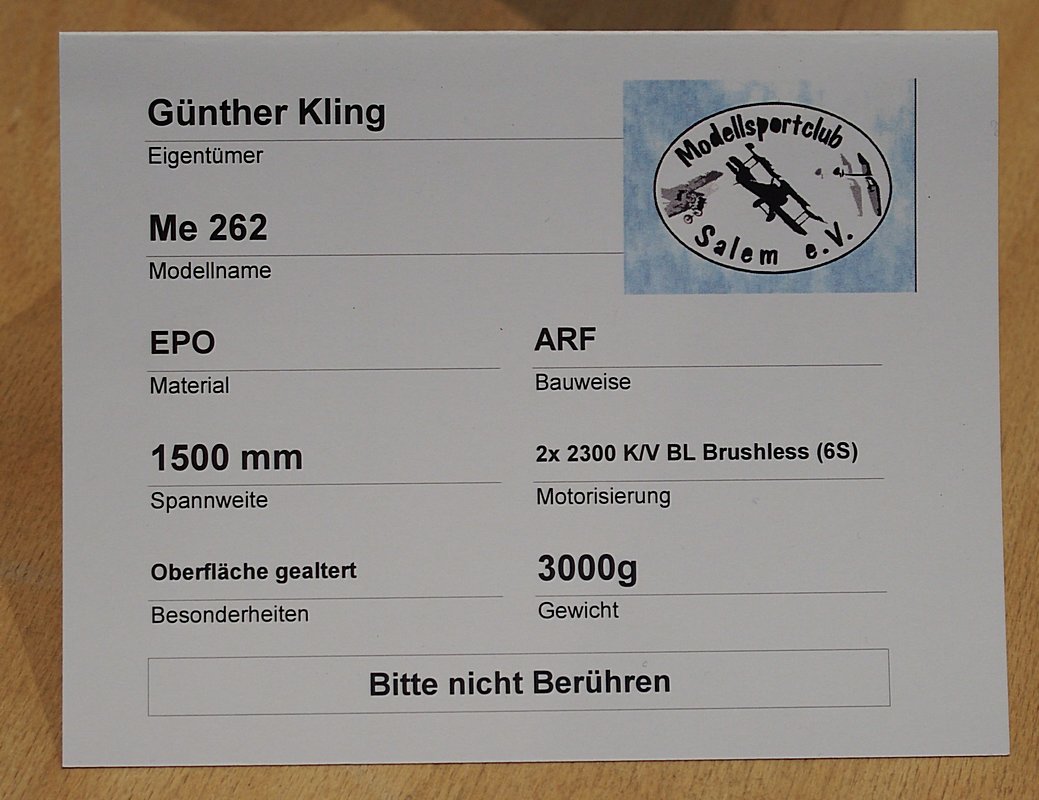 Günther Kling
Eigentümer
Modellsportclub
Salem e.V.
Me 262
Modellname
EPO
Material
ARF
Bauweise
1500 mm
Spannweite
2x 2300 K/V BL Brushless (6S)
Motorisierung
Oberfläche gealtert
Besonderheiten
3000g
Gewicht
Bitte nicht Berühren